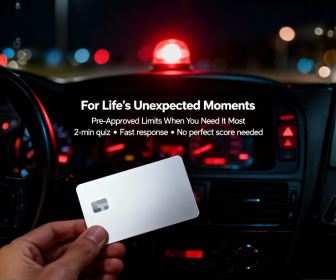 For Life's Unexpected Moments
Pre-Approved Limits When You Need It Most
2-min quiz • Fast response • No perfect score needed